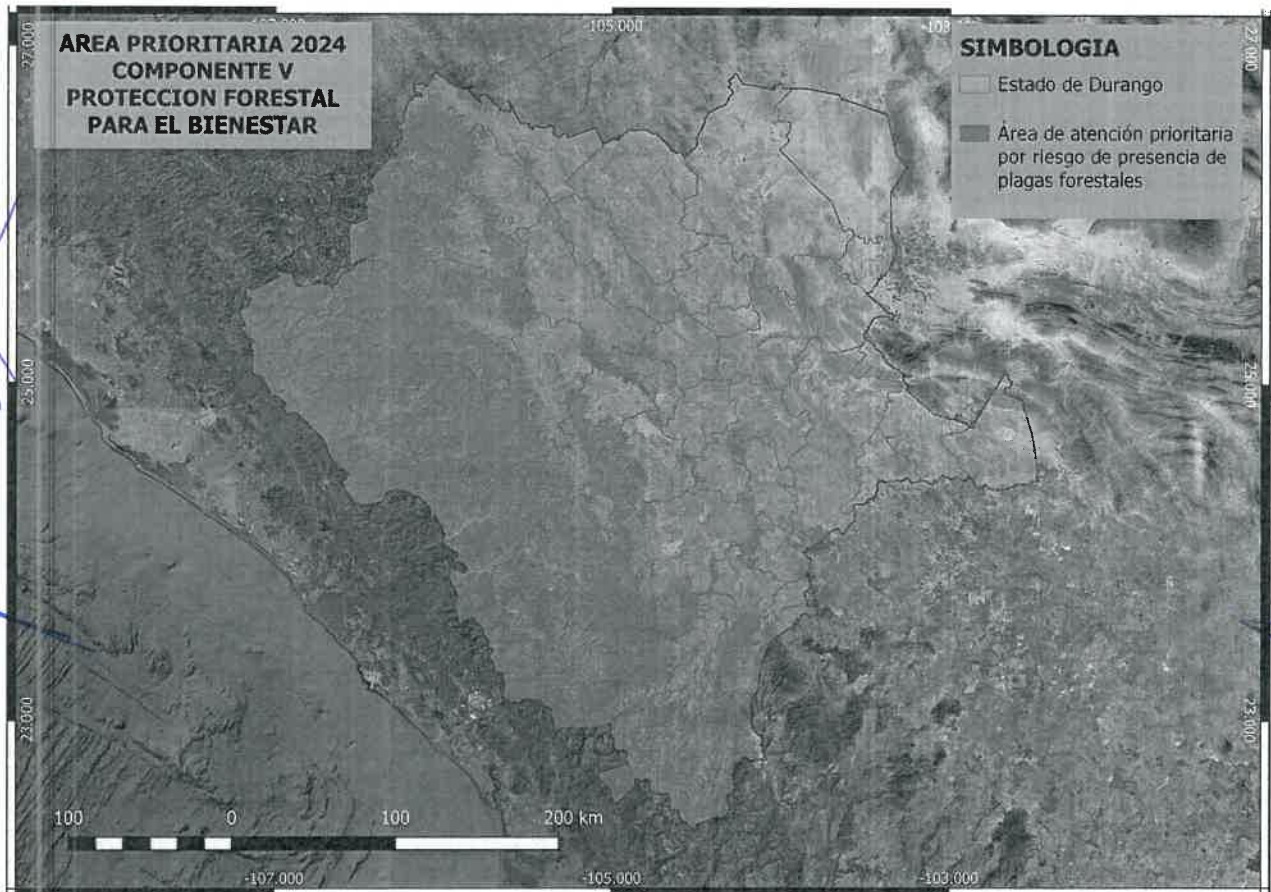 AREA PRIORITARIA 2024
COMPONENTE V
PROTECCION FORESTAL
PARA EL BIENESTAR
-105.000
27.000
27.000
SIMBOLOGIA
Estado de Durango
Área de atención prioritaria
por riesgo de presencia de
plagas forestales
25.000
25.000
23.000
23.000
100 0 100 200 km
-107.000 -105.000 -103.000